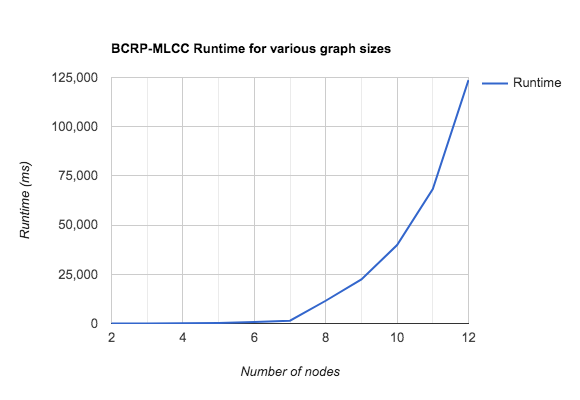 BCRP-MLCC Runtime for various graph sizes
125,000
100,000
75,000
50,000
25,000
0
Runtime (ms)
2 4 6 8 10 12
Number of nodes
Runtime